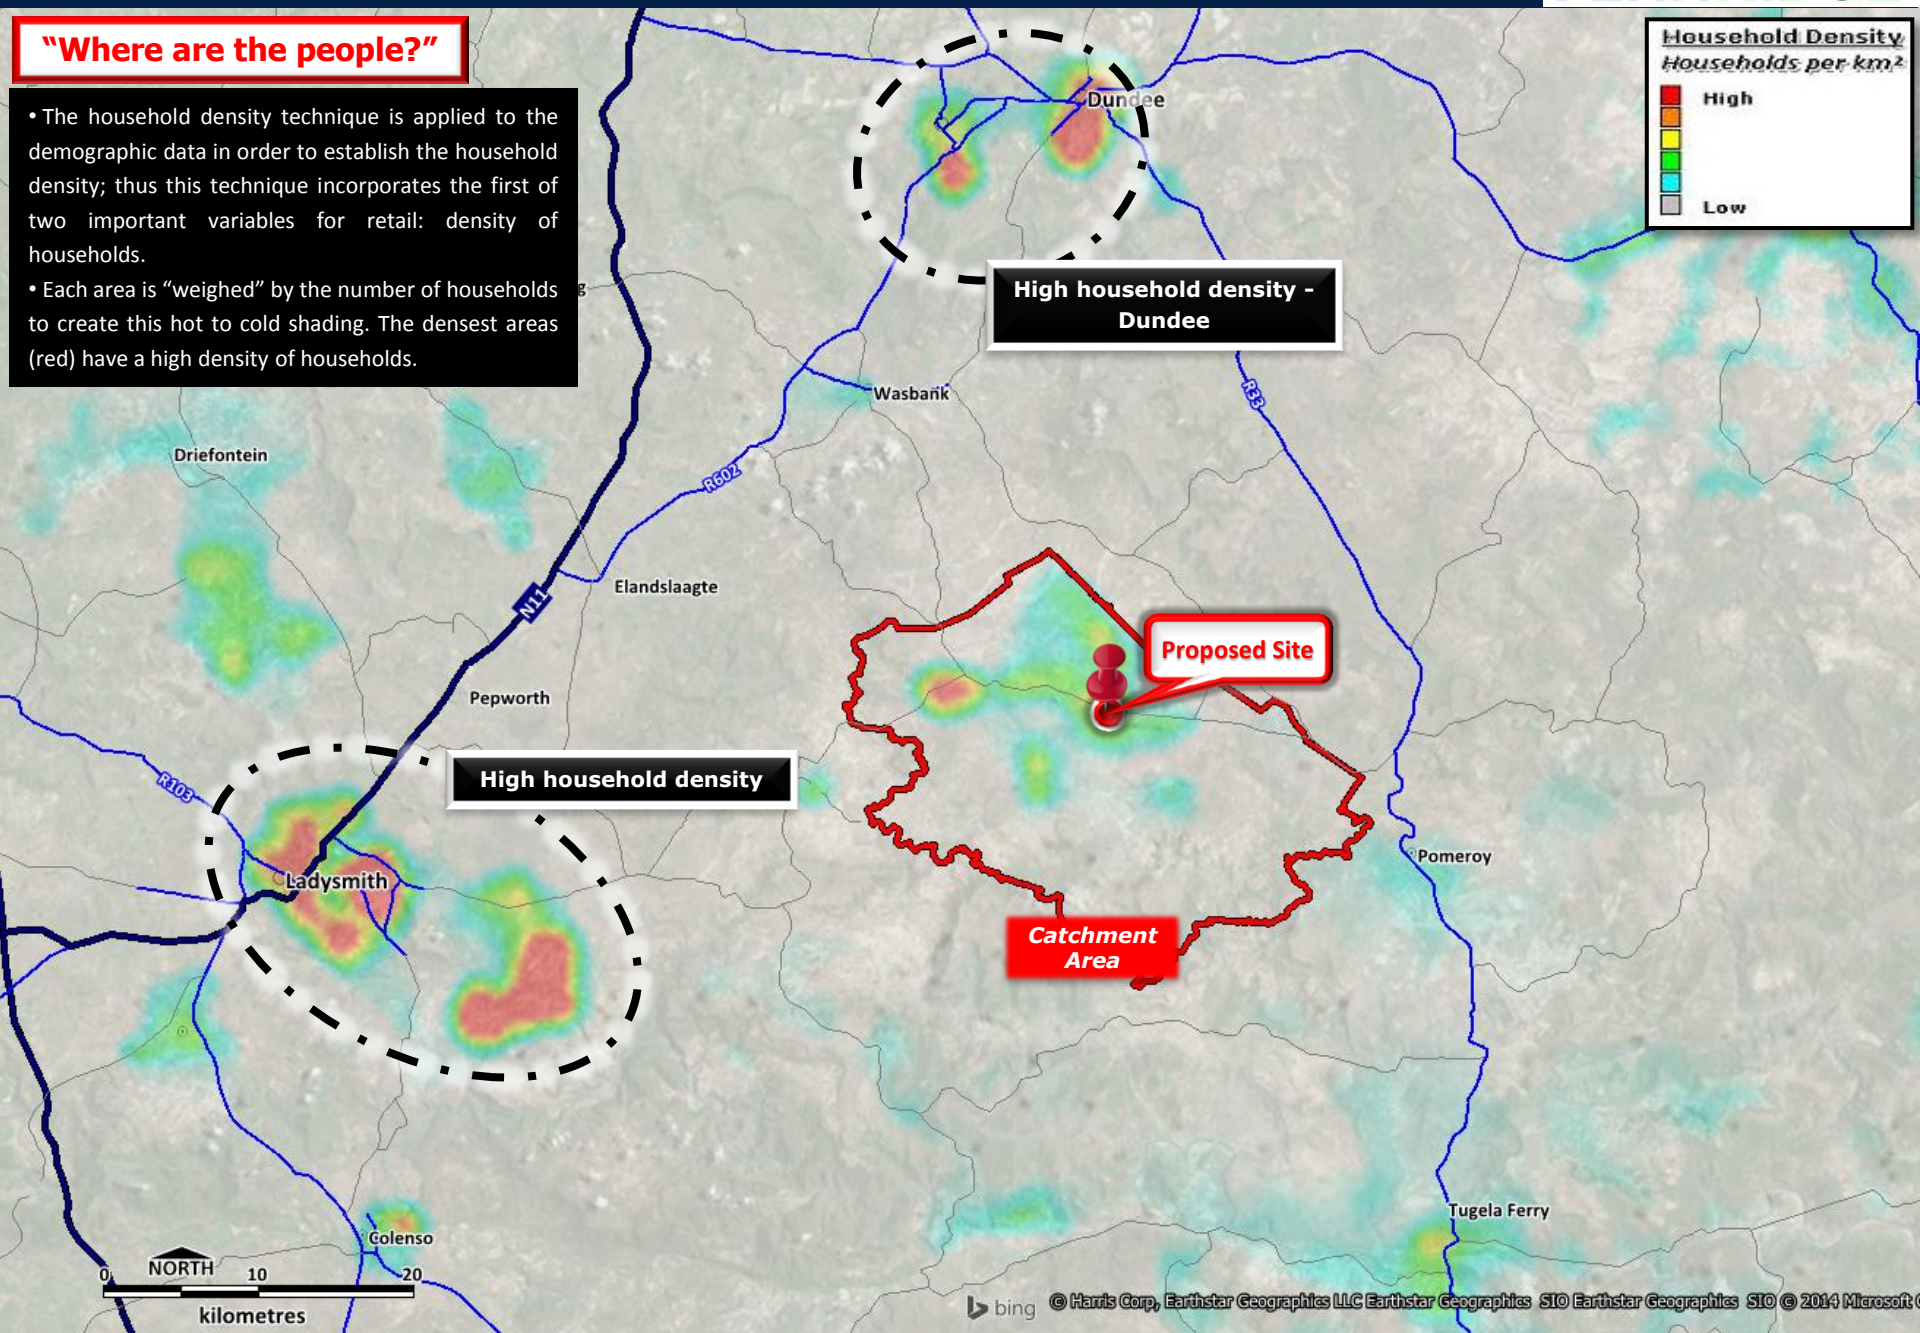 “Where are the people?”
• The household density technique is applied to the
demographic data in order to establish the household
density; thus this technique incorporates the first of
two important variables for retail: density of
households.
• Each area is “weighed” by the number of households
to create this hot to cold shading. The densest areas
(red) have a high density of households.
Household Density
Households per km²
High
Low
Dundee
High household density -
Dundee
Wasbank
R33
Driefontein
R602
Elandslaagte
N11
Proposed Site
Pepworth
High household density
R103
Ladysmith
Pomeroy
Catchment
Area
Tugela Ferry
Colenso
NORTH
0 10 20
kilometres
bing
© Harris Corp, Earthstar Geographics LLC Earthstar Geographics SIO Earthstar Geographics SIO © 2014 Microsoft